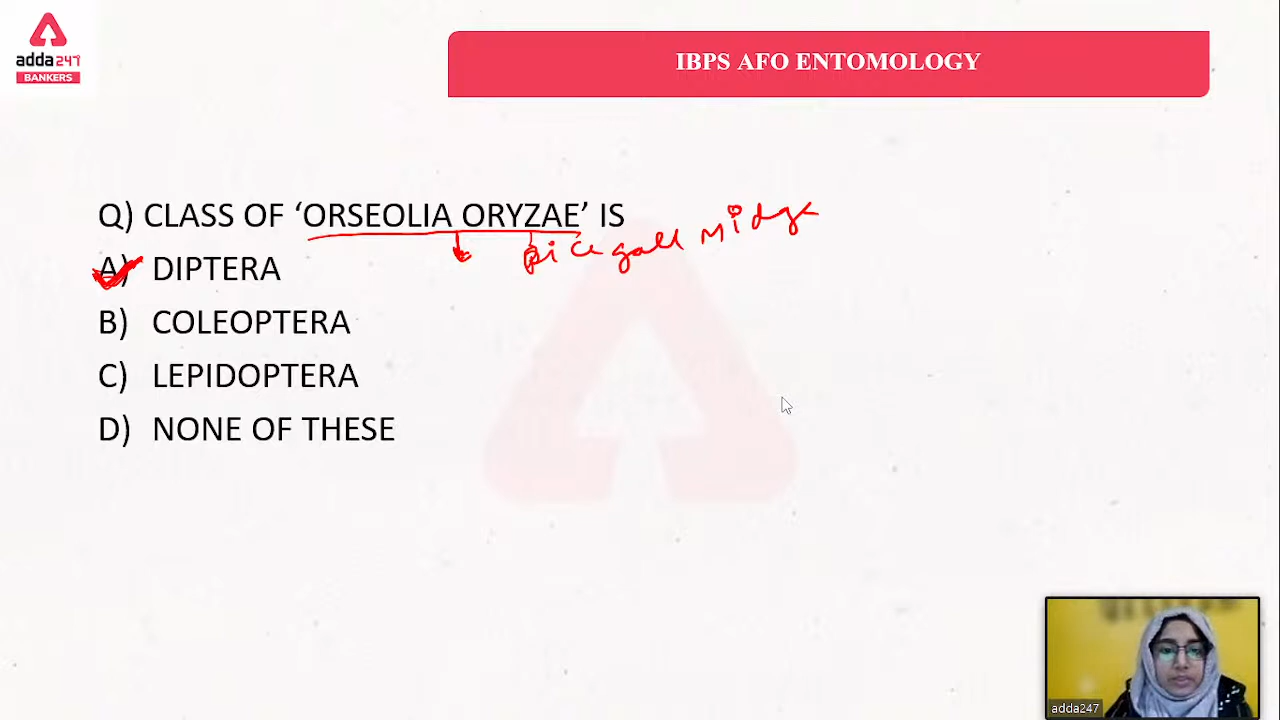 adda247
BANKERS
IBPS AFO ENTOMOLOGY
Q) CLASS OF ‘ORSEOLIA ORYZAE’ IS
Rice gall Midge
A) DIPTERA
B) COLEOPTERA
C) LEPIDOPTERA
D) NONE OF THESE
adda247